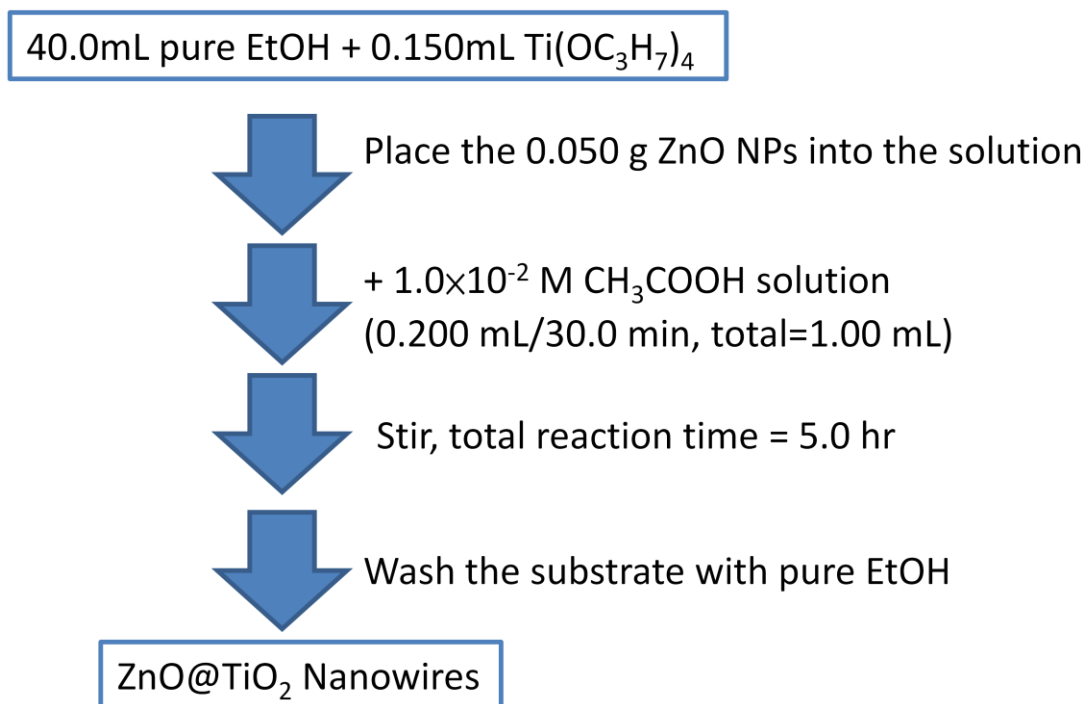 40.0mL pure EtOH + 0.150mL Ti(OC₃H₇)₄
Place the 0.050 g ZnO NPs into the solution
+ 1.0×10⁻² M CH₃COOH solution
(0.200 mL/30.0 min, total=1.00 mL)
Stir, total reaction time = 5.0 hr
Wash the substrate with pure EtOH
ZnO@TiO₂ Nanowires